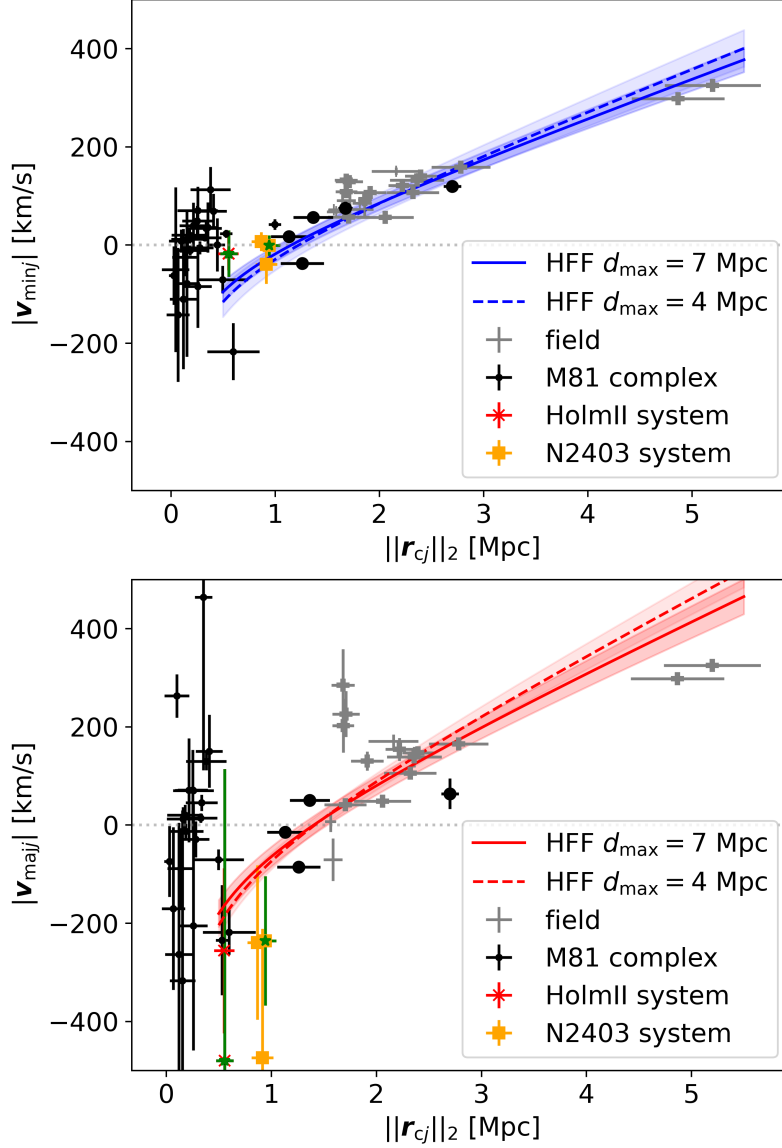 400
200
0
−200
−400
|v_minj| [km/s]
HFF d_max = 7 Mpc
HFF d_max = 4 Mpc
field
M81 complex
HolmII system
N2403 system
0 1 2 3 4 5
||r_cj||_2 [Mpc]
400
200
0
−200
−400
|v_majj| [km/s]
HFF d_max = 7 Mpc
HFF d_max = 4 Mpc
field
M81 complex
HolmII system
N2403 system
0 1 2 3 4 5
||r_cj||_2 [Mpc]